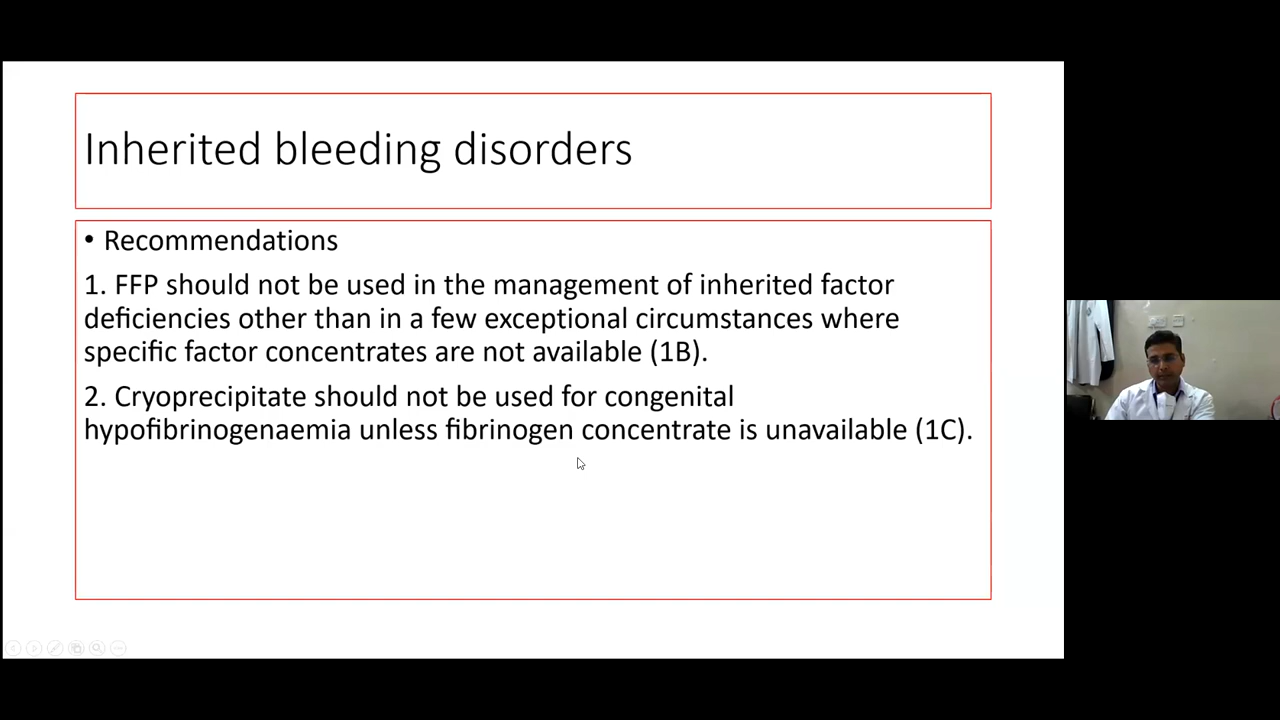 Inherited bleeding disorders
• Recommendations
1. FFP should not be used in the management of inherited factor
deficiencies other than in a few exceptional circumstances where
specific factor concentrates are not available (1B).
2. Cryoprecipitate should not be used for congenital
hypofibrinogenaemia unless fibrinogen concentrate is unavailable (1C).